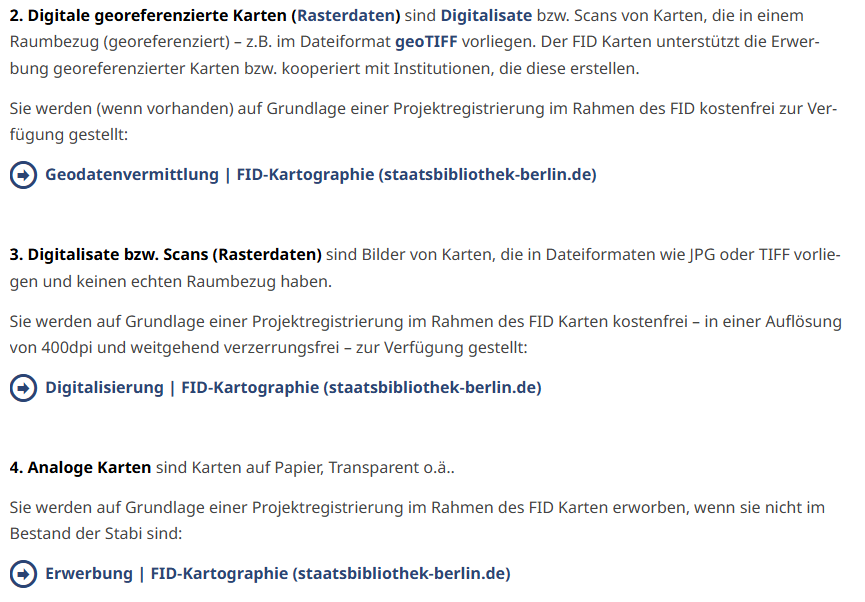 2. Digitale georeferenzierte Karten (Rasterdaten) sind Digitalisate bzw. Scans von Karten, die in einem
Raumbezug (georeferenziert) – z.B. im Dateiformat geoTIFF vorliegen. Der FID Karten unterstützt die Erwer-
bung georeferenzierter Karten bzw. kooperiert mit Institutionen, die diese erstellen.
Sie werden (wenn vorhanden) auf Grundlage einer Projektregistrierung im Rahmen des FID kostenfrei zur Ver-
fügung gestellt:
Geodatenvermittlung | FID-Kartographie (staatsbibliothek-berlin.de)
3. Digitalisate bzw. Scans (Rasterdaten) sind Bilder von Karten, die in Dateiformaten wie JPG oder TIFF vorlie-
gen und keinen echten Raumbezug haben.
Sie werden auf Grundlage einer Projektregistrierung im Rahmen des FID Karten kostenfrei – in einer Auflösung
von 400dpi und weitgehend verzerrungsfrei – zur Verfügung gestellt:
Digitalisierung | FID-Kartographie (staatsbibliothek-berlin.de)
4. Analoge Karten sind Karten auf Papier, Transparent o.ä..
Sie werden auf Grundlage einer Projektregistrierung im Rahmen des FID Karten erworben, wenn sie nicht im
Bestand der Stabi sind:
Erwerbung | FID-Kartographie (staatsbibliothek-berlin.de)